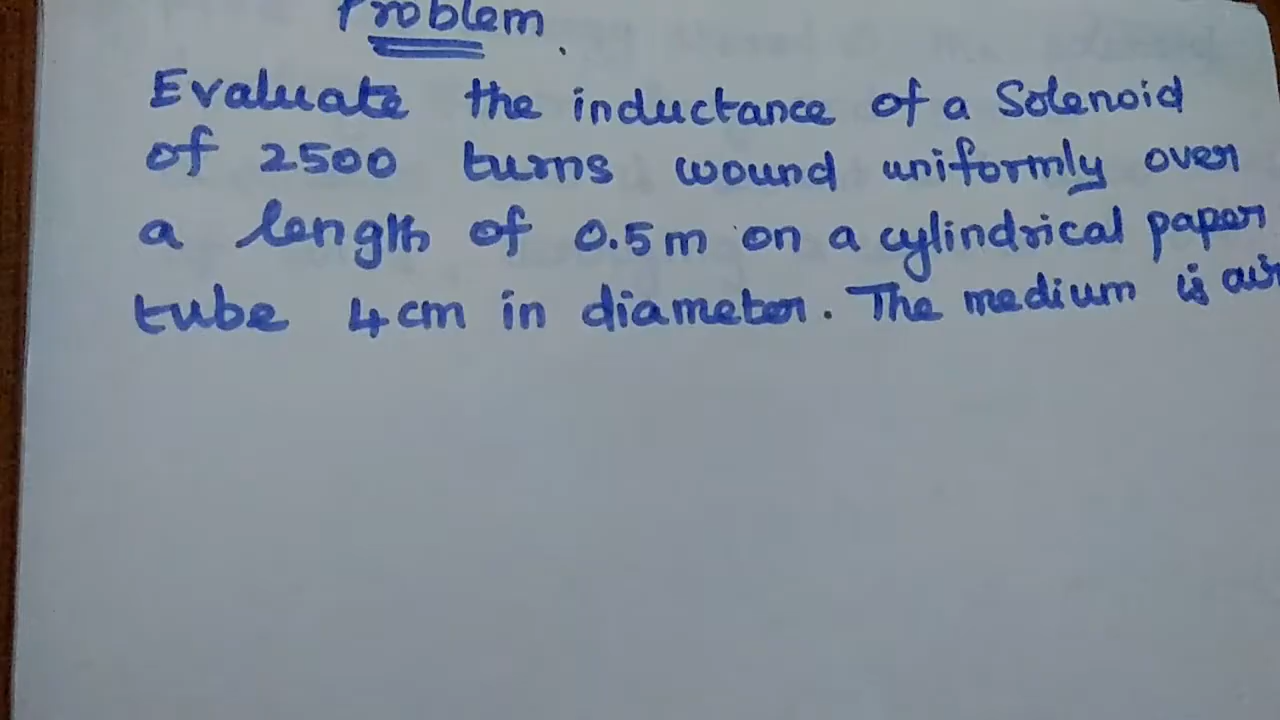 Problem
Evaluate the inductance of a Solenoid
of 2500 turns wound uniformly over
a length of 0.5m on a cylindrical paper
tube 4cm in diameter. The medium is air